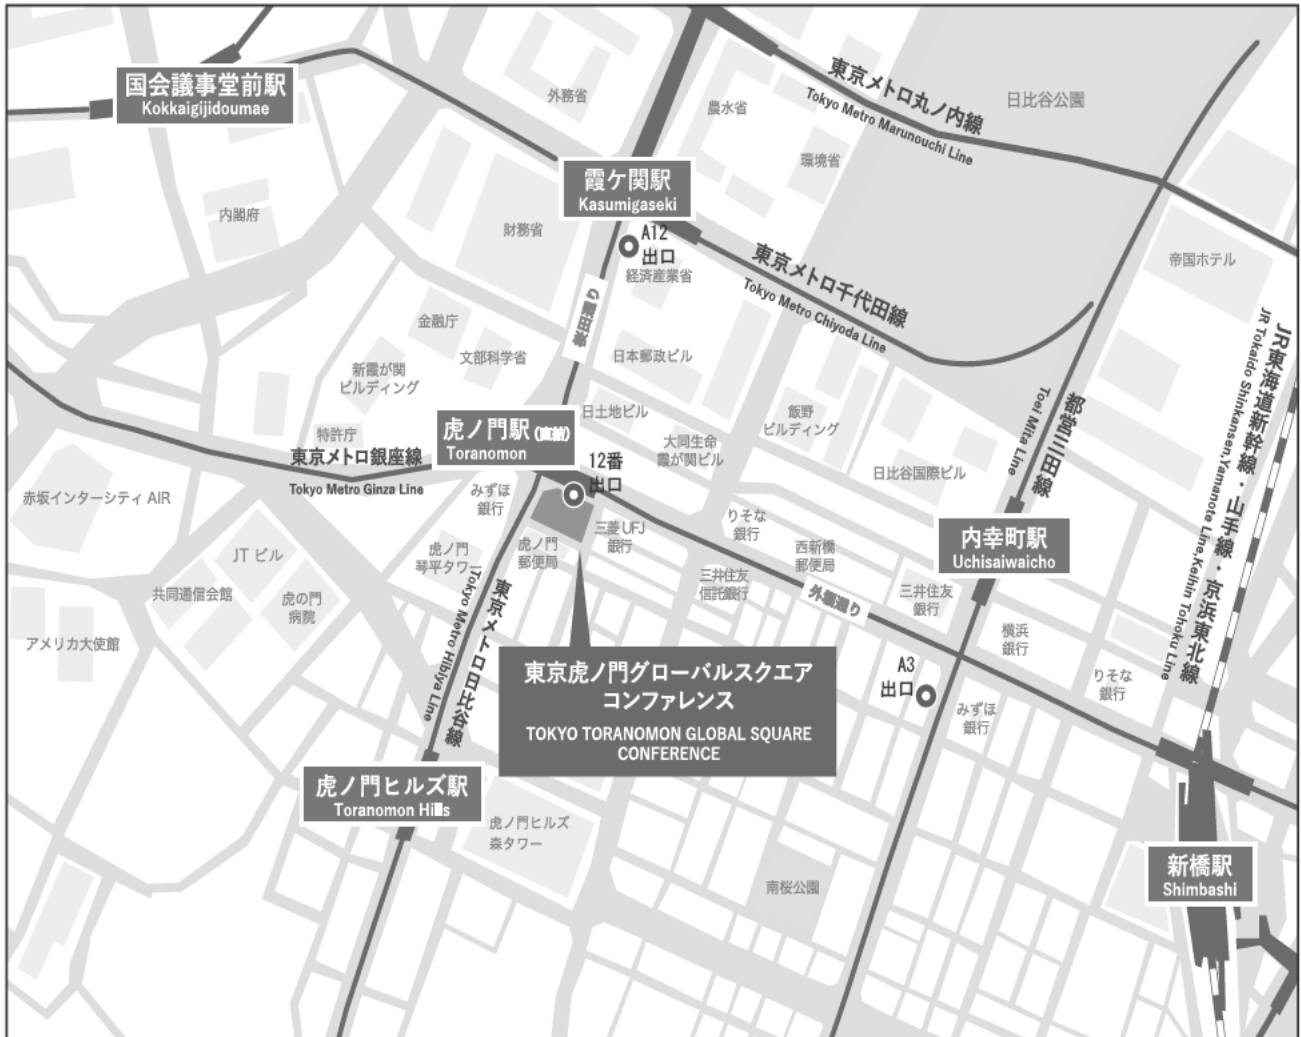 国会議事堂前駅
Kokkaigijidoumae
外務省
農水省
東京メトロ丸ノ内線
Tokyo Metro Marunouchi Line
日比谷公園
環境省
霞ケ関駅
Kasumigaseki
内閣府
財務省
A12
出口
経済産業省
東京メトロ千代田線
Tokyo Metro Chiyoda Line
帝国ホテル
桜田通り
金融庁
文部科学省
新霞が関
ビルディング
日本郵政ビル
JR東海道新幹線・山手線・京浜東北線
JR Tokaido Shinkansen,Yamanote Line,Keihin Tohoku Line
都営三田線
Toei Mita Line
日土地ビル
飯野
ビルディング
特許庁
虎ノ門駅(直結)
Toranomon
大同生命
霞が関ビル
東京メトロ銀座線
Tokyo Metro Ginza Line
12番
出口
日比谷国際ビル
赤坂インターシティ AIR
みずほ
銀行
三菱 UFJ
銀行
りそな
銀行
内幸町駅
Uchisaiwaicho
JT ビル
虎ノ門
琴平タワー
虎ノ門
郵便局
西新橋
郵便局
共同通信会館
虎の門
病院
三井住友
信託銀行
外堀通り
三井住友
銀行
アメリカ大使館
東京メトロ日比谷線
Tokyo Metro Hibiya Line
横浜
銀行
東京虎ノ門グローバルスクエア
コンファレンス
TOKYO TORANOMON GLOBAL SQUARE
CONFERENCE
A3
出口
りそな
銀行
みずほ
銀行
虎ノ門ヒルズ駅
Toranomon Hills
虎ノ門ヒルズ
森タワー
南桜公園
新橋駅
Shimbashi